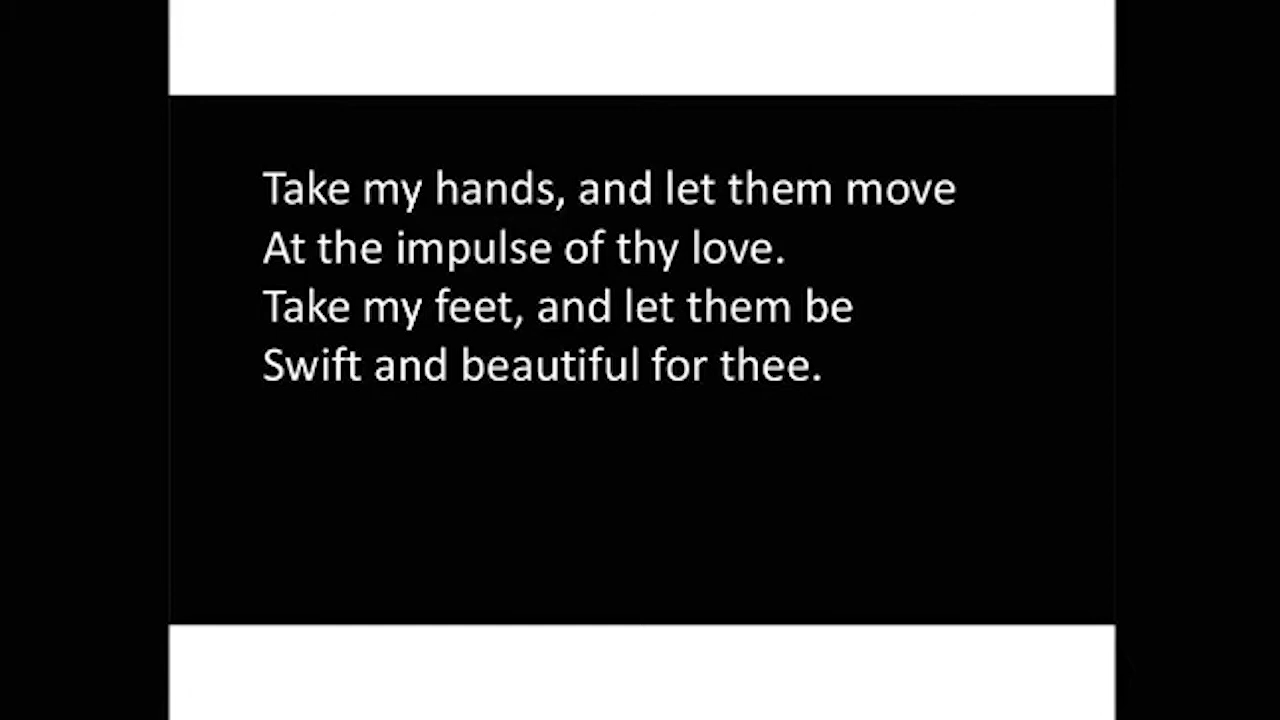 Take my hands, and let them move
At the impulse of thy love.
Take my feet, and let them be
Swift and beautiful for thee.